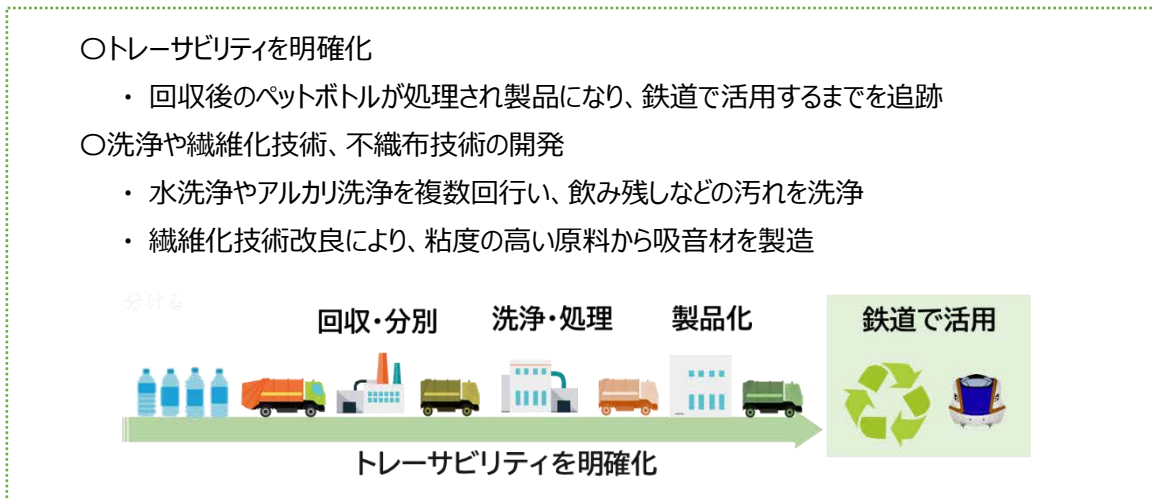 〇トレーサビリティを明確化
・ 回収後のペットボトルが処理され製品になり、鉄道で活用するまでを追跡
〇洗浄や繊維化技術、不織布技術の開発
・ 水洗浄やアルカリ洗浄を複数回行い、飲み残しなどの汚れを洗浄
・ 繊維化技術改良により、粘度の高い原料から吸音材を製造
分ける
回収・分別
洗浄・処理
製品化
鉄道で活用
トレーサビリティを明確化